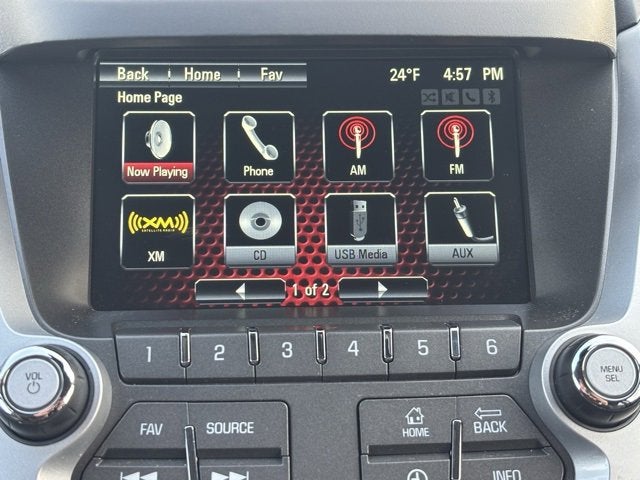 Back Home Fav 24°F 4:57 PM
Home Page
Now Playing Phone AM FM
((XM))
SATELLITE RADIO
XM CD USB Media AUX
1 of 2
1 2 3 4 5 6
VOL
MENU
SEL
FAV SOURCE HOME BACK
INFO